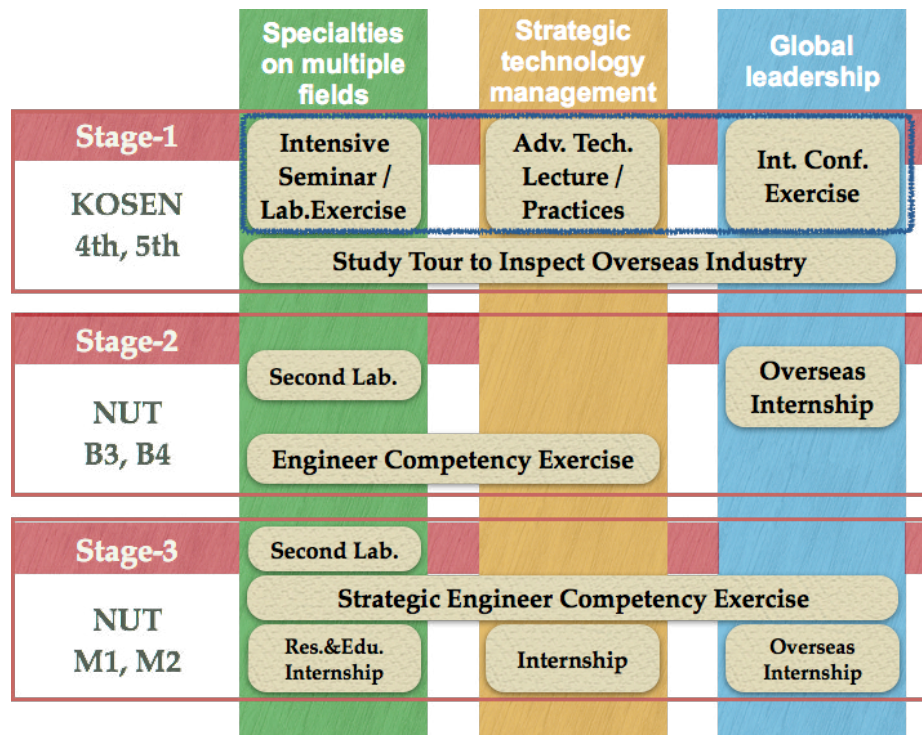 Specialties
on multiple
fields
Strategic
technology
management
Global
leadership
Stage-1
KOSEN
4th, 5th
Intensive
Seminar /
Lab.Exercise
Adv. Tech.
Lecture /
Practices
Int. Conf.
Exercise
Study Tour to Inspect Overseas Industry
Stage-2
NUT
B3, B4
Second Lab.
Overseas
Internship
Engineer Competency Exercise
Stage-3
NUT
M1, M2
Second Lab.
Strategic Engineer Competency Exercise
Res.&Edu.
Internship
Internship
Overseas
Internship